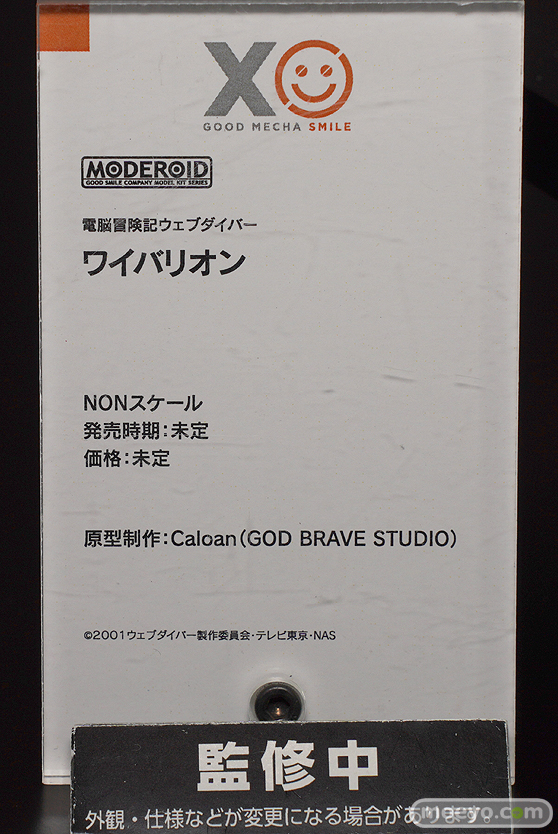 XO
GOOD MECHA SMILE
MODEROID
GOOD SMILE COMPANY MODEL KIT SERIES
電脳冒険記ウェブダイバー
ワイバリオン
NONスケール
発売時期:未定
価格:未定
原型制作:Caloan(GOD BRAVE STUDIO)
©2001ウェブダイバー製作委員会・テレビ東京・NAS
監修中
外観・仕様などが変更になる場合があります。